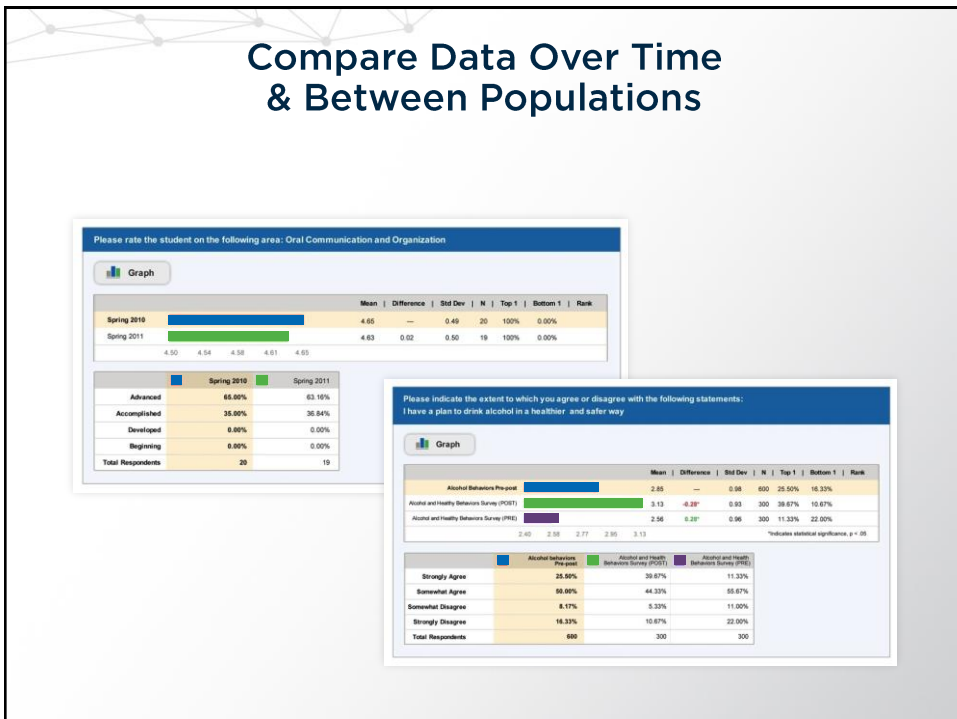 Compare Data Over Time
& Between Populations
Please rate the student on the following area: Oral Communication and Organization
Graph
Mean | Difference | Std Dev | N | Top 1 | Bottom 1 | Rank
Spring 2010 4.65 — 0.49 20 100% 0.00%
Spring 2011 4.63 0.02 0.50 19 100% 0.00%
4.50 4.54 4.58 4.61 4.65
Spring 2010 Spring 2011
Advanced 65.00% 63.16%
Accomplished 35.00% 36.84%
Developed 0.00% 0.00%
Beginning 0.00% 0.00%
Total Respondents 20 19
Please indicate the extent to which you agree or disagree with the following statements:
I have a plan to drink alcohol in a healthier and safer way
Graph
Mean | Difference | Std Dev | N | Top 1 | Bottom 1 | Rank
Alcohol Behaviors Pre-post 2.85 — 0.98 600 25.50% 16.33%
Alcohol and Healthy Behaviors Survey (POST) 3.13 -0.28* 0.93 300 39.67% 10.67%
Alcohol and Healthy Behaviors Survey (PRE) 2.56 0.28* 0.96 300 11.33% 22.00%
2.40 2.58 2.77 2.95 3.13
*Indicates statistical significance, p < .05
Alcohol behaviors Alcohol and Health Alcohol and Health
Pre-post Behaviors Survey (POST) Behaviors Survey (PRE)
Strongly Agree 25.50% 39.67% 11.33%
Somewhat Agree 50.00% 44.33% 55.67%
Somewhat Disagree 8.17% 5.33% 11.00%
Strongly Disagree 16.33% 10.67% 22.00%
Total Respondents 600 300 300